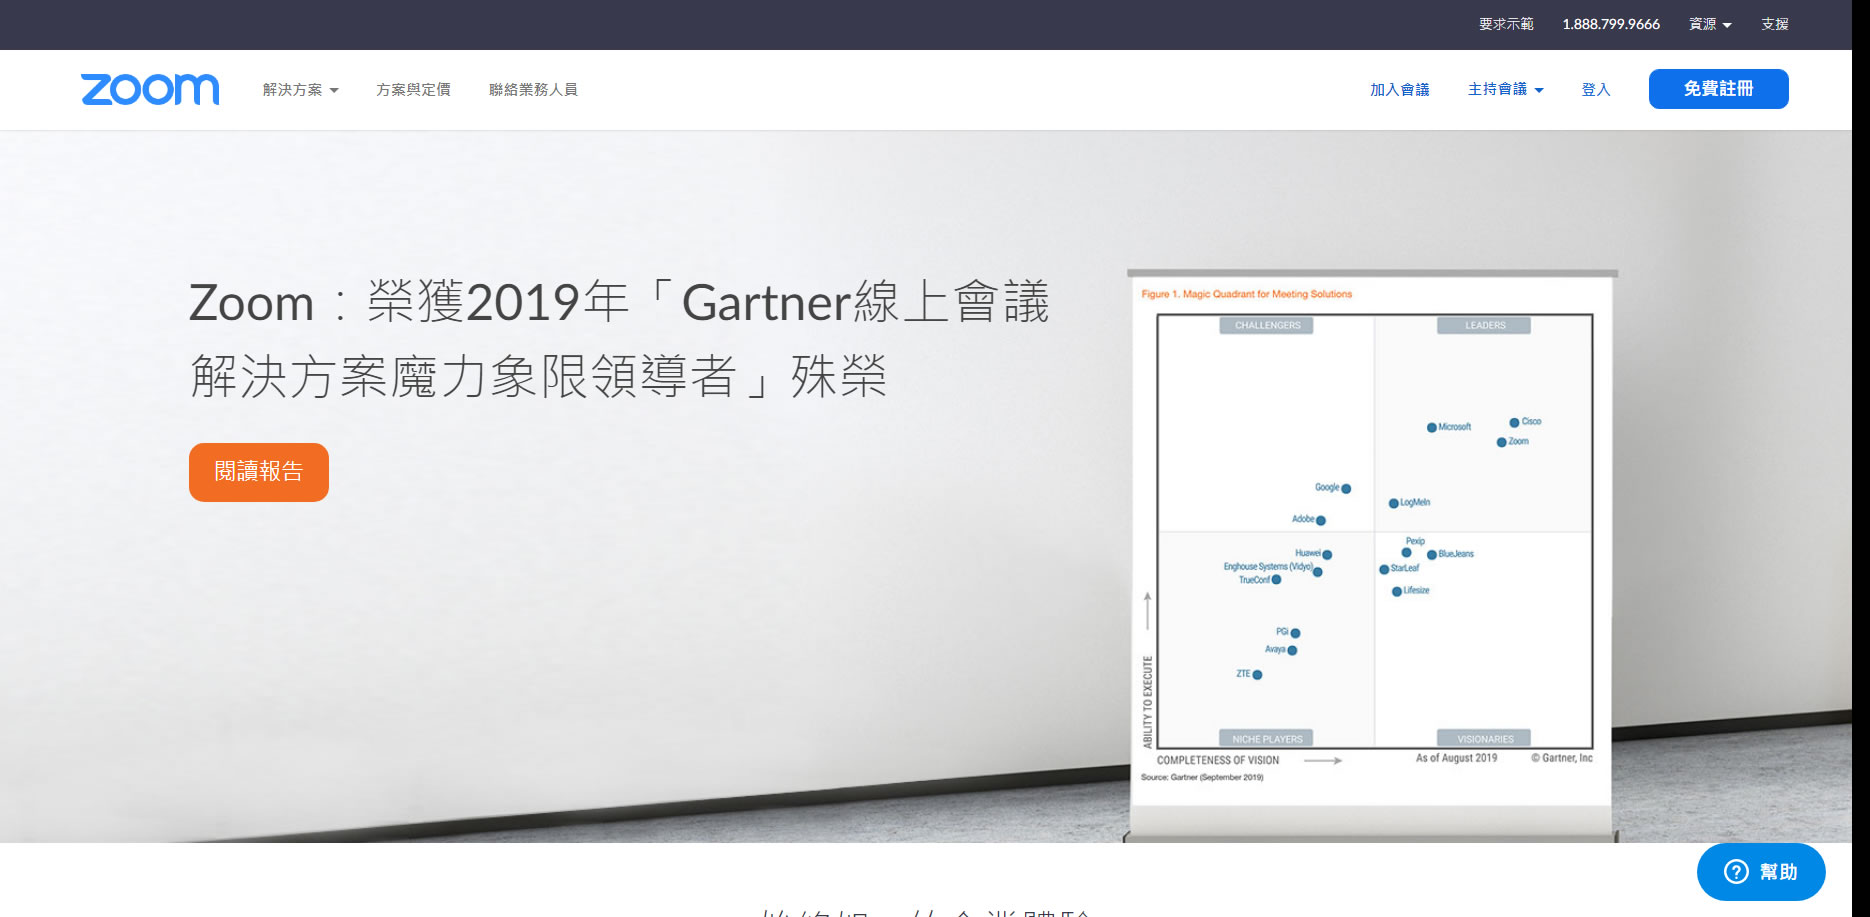 要求示範 1.888.799.9666 資源 支援
zoom 解決方案 方案與定價 聯絡業務人員 加入會議 主持會議 登入 免費註冊
Zoom：榮獲2019年「Gartner線上會議
解決方案魔力象限領導者」殊榮
閱讀報告
Figure 1. Magic Quadrant for Meeting Solutions
CHALLENGERS LEADERS
Cisco
Microsoft
Zoom
Google
LogMeIn
Adobe
Pexip
Huawei
BlueJeans
Enghouse Systems (Vidyo)
StarLeaf
TrueConf
Lifesize
PGi
Avaya
ZTE
ABILITY TO EXECUTE
NICHE PLAYERS VISIONARIES
COMPLETENESS OF VISION As of August 2019 © Gartner, Inc
Source: Gartner (September 2019)
幫助